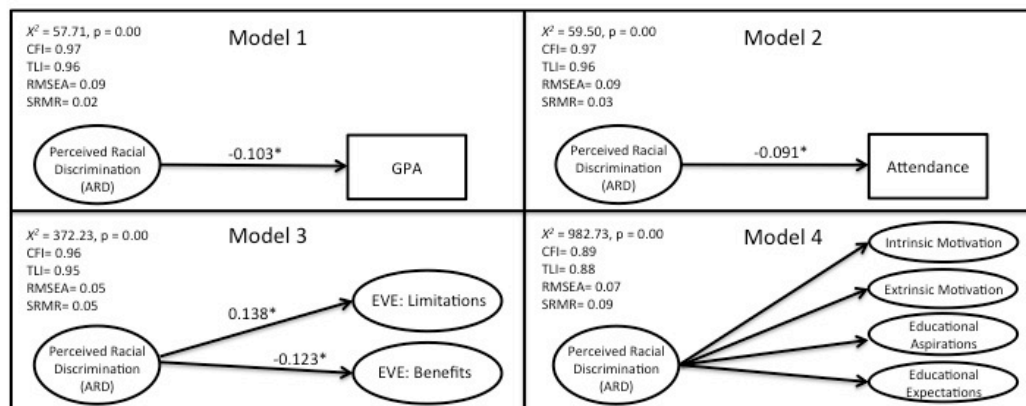 Model 1
X² = 57.71, p = 0.00
CFI= 0.97
TLI= 0.96
RMSEA= 0.09
SRMR= 0.02
Perceived Racial
Discrimination
(ARD)
-0.103*
GPA
Model 2
X² = 59.50, p = 0.00
CFI= 0.97
TLI= 0.96
RMSEA= 0.09
SRMR= 0.03
Perceived Racial
Discrimination
(ARD)
-0.091*
Attendance
Model 3
X² = 372.23, p = 0.00
CFI= 0.96
TLI= 0.95
RMSEA= 0.05
SRMR= 0.05
Perceived Racial
Discrimination
(ARD)
0.138*
EVE: Limitations
-0.123*
EVE: Benefits
Model 4
X² = 982.73, p = 0.00
CFI= 0.89
TLI= 0.88
RMSEA= 0.07
SRMR= 0.09
Perceived Racial
Discrimination
(ARD)
Intrinsic Motivation
Extrinsic Motivation
Educational
Aspirations
Educational
Expectations